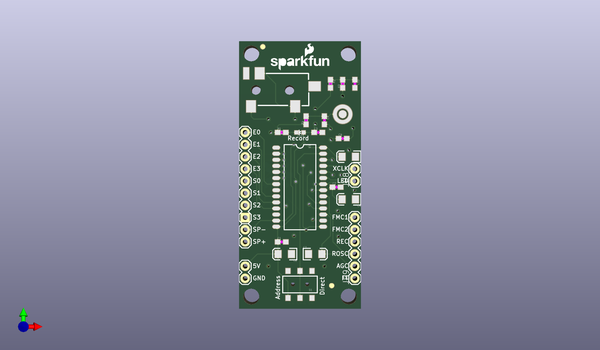 sparkfun
Record
E0
E1
E2
E3
S0
S1
S2
S3
SP-
SP+
5V
GND
XCLK
LED
FMC1
FMC2
REC
ROSC
AGC
Address
Direct